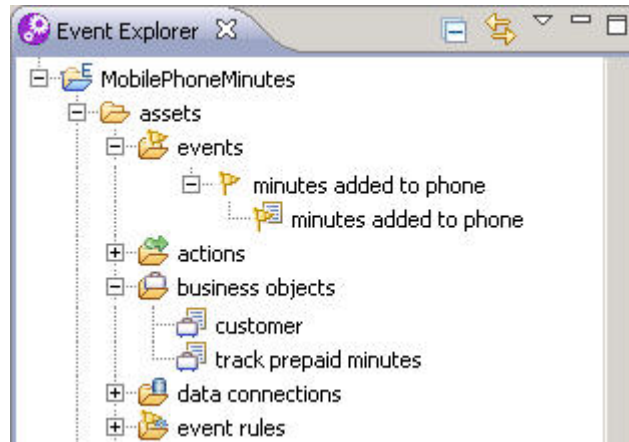 Event Explorer
MobilePhoneMinutes
assets
events
minutes added to phone
minutes added to phone
actions
business objects
customer
track prepaid minutes
data connections
event rules